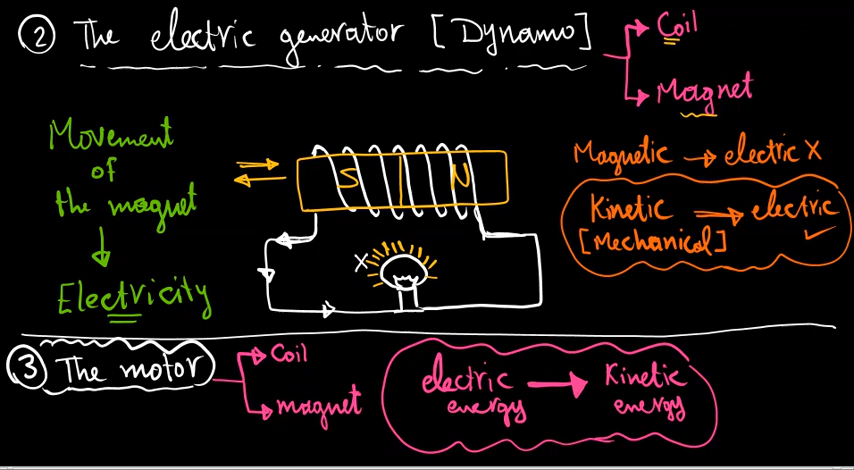 ② The electric generator [Dynamo]
Coil
Magnet
Movement
of
the magnet
Electricity
S N
X
Magnetic → electric X
Kinetic ⇒ electric
[Mechanical] ✓
③ The motor
Coil
magnet
electric → Kinetic
energy energy